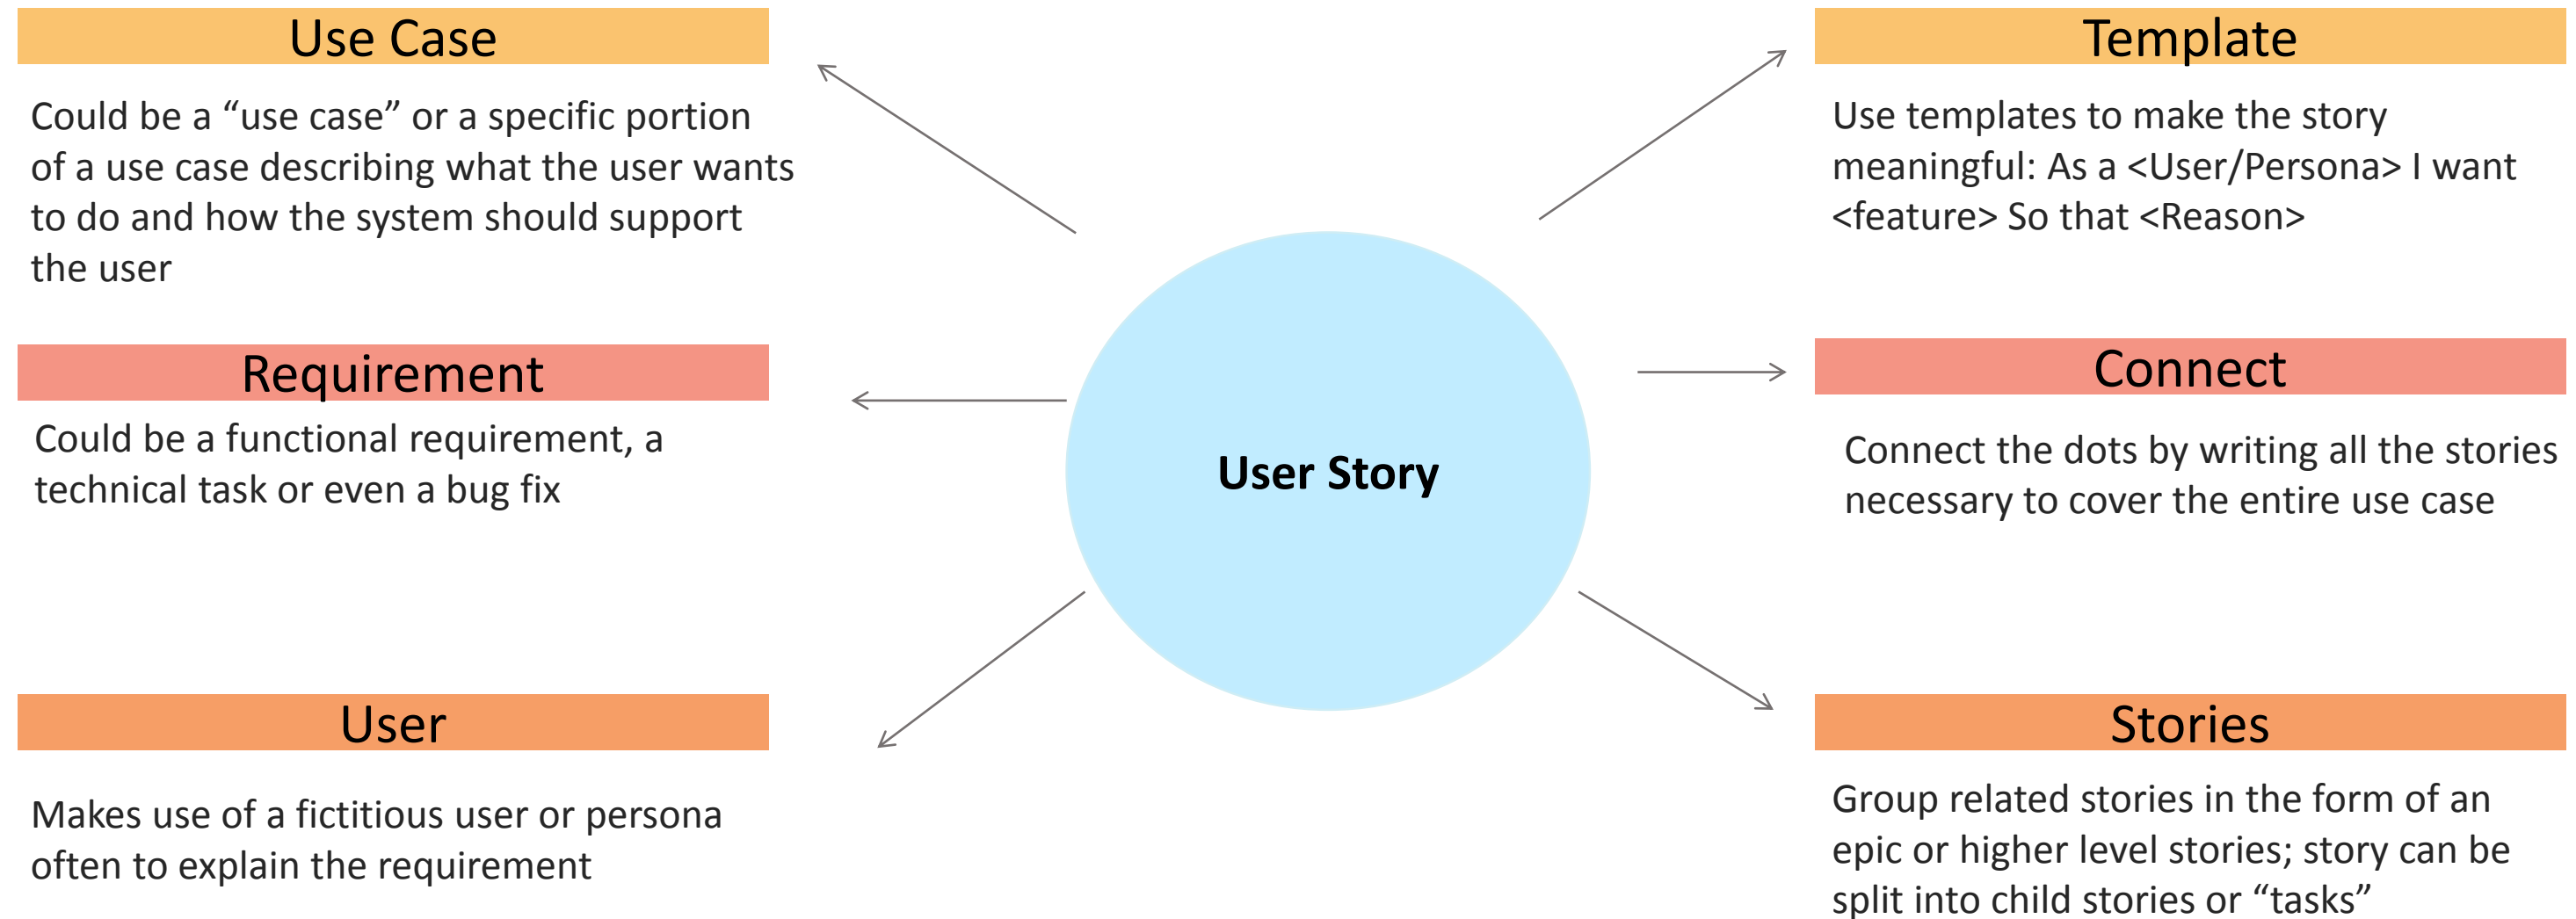 Use Case
Could be a “use case” or a specific portion
of a use case describing what the user wants
to do and how the system should support
the user
Requirement
Could be a functional requirement, a
technical task or even a bug fix
User
Makes use of a fictitious user or persona
often to explain the requirement
User Story
Template
Use templates to make the story
meaningful: As a <User/Persona> I want
<feature> So that <Reason>
Connect
Connect the dots by writing all the stories
necessary to cover the entire use case
Stories
Group related stories in the form of an
epic or higher level stories; story can be
split into child stories or “tasks”